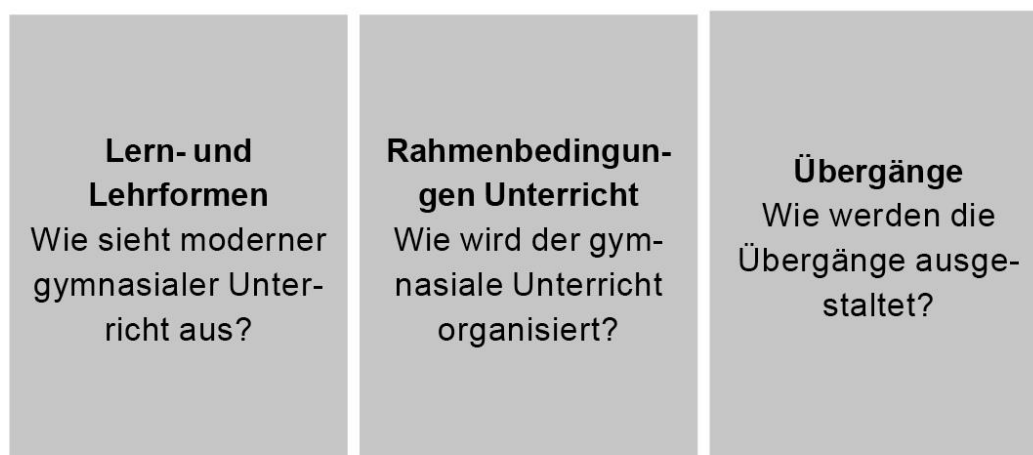 Lern- und
Lehrformen
Wie sieht moderner
gymnasialer Unter-
richt aus?
Rahmenbedingun-
gen Unterricht
Wie wird der gym-
nasiale Unterricht
organisiert?
Übergänge
Wie werden die
Übergänge ausge-
staltet?